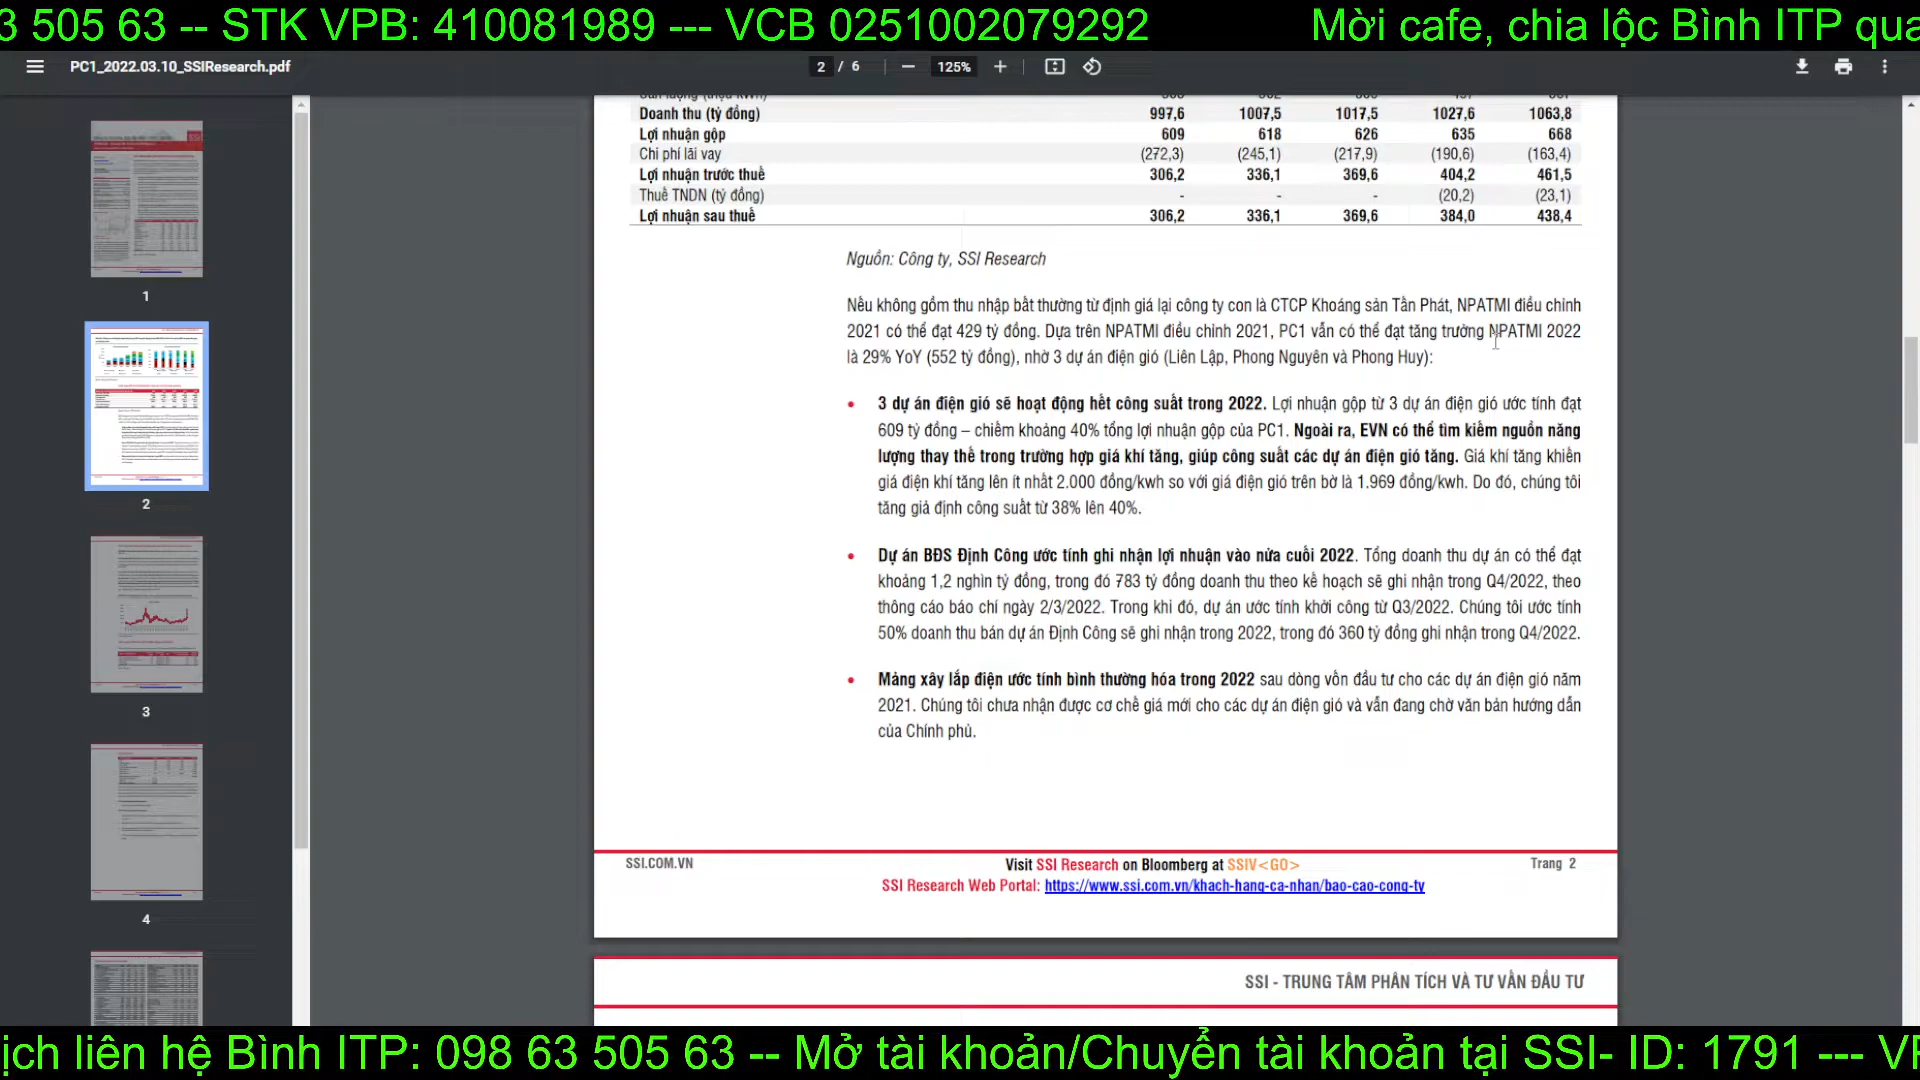 3 505 63 -- STK VPB: 410081989 --- VCB 0251002079292 Mời cafe, chia lộc Bình ITP qua
PC1_2022.03.10_SSIResearch.pdf 2 / 6 125%
Doanh thu (tỷ đồng) 997,6 1007,5 1017,5 1027,6 1063,8
Lợi nhuận gộp 609 618 626 635 668
Chi phí lãi vay (272,3) (245,1) (217,9) (190,6) (163,4)
Lợi nhuận trước thuế 306,2 336,1 369,6 404,2 461,5
Thuế TNDN (tỷ đồng) - - - (20,2) (23,1)
Lợi nhuận sau thuế 306,2 336,1 369,6 384,0 438,4
Nguồn: Công ty, SSI Research
Nếu không gồm thu nhập bất thường từ định giá lại công ty con là CTCP Khoáng sản Tấn Phát, NPATMI điều chỉnh
2021 có thể đạt 429 tỷ đồng. Dựa trên NPATMI điều chỉnh 2021, PC1 vẫn có thể đạt tăng trưởng NPATMI 2022
là 29% YoY (552 tỷ đồng), nhờ 3 dự án điện gió (Liên Lập, Phong Nguyên và Phong Huy):
• 3 dự án điện gió sẽ hoạt động hết công suất trong 2022. Lợi nhuận gộp từ 3 dự án điện gió ước tính đạt
609 tỷ đồng – chiếm khoảng 40% tổng lợi nhuận gộp của PC1. Ngoài ra, EVN có thể tìm kiếm nguồn năng
lượng thay thế trong trường hợp giá khí tăng, giúp công suất các dự án điện gió tăng. Giá khí tăng khiến
giá điện khí tăng lên ít nhất 2.000 đồng/kwh so với giá điện gió trên bờ là 1.969 đồng/kwh. Do đó, chúng tôi
tăng giả định công suất từ 38% lên 40%.
• Dự án BĐS Định Công ước tính ghi nhận lợi nhuận vào nửa cuối 2022. Tổng doanh thu dự án có thể đạt
khoảng 1,2 nghìn tỷ đồng, trong đó 783 tỷ đồng doanh thu theo kế hoạch sẽ ghi nhận trong Q4/2022, theo
thông cáo báo chí ngày 2/3/2022. Trong khi đó, dự án ước tính khởi công từ Q3/2022. Chúng tôi ước tính
50% doanh thu bán dự án Định Công sẽ ghi nhận trong 2022, trong đó 360 tỷ đồng ghi nhận trong Q4/2022.
• Mảng xây lắp điện ước tính bình thường hóa trong 2022 sau dòng vốn đầu tư cho các dự án điện gió năm
2021. Chúng tôi chưa nhận được cơ chế giá mới cho các dự án điện gió và vẫn đang chờ văn bản hướng dẫn
của Chính phủ.
SSI.COM.VN Visit SSI Research on Bloomberg at SSIV<GO> Trang 2
SSI Research Web Portal: https://www.ssi.com.vn/khach-hang-ca-nhan/bao-cao-cong-ty
SSI - TRUNG TÂM PHÂN TÍCH VÀ TƯ VẤN ĐẦU TƯ
1
2
3
4
ịch liên hệ Bình ITP: 098 63 505 63 -- Mở tài khoản/Chuyển tài khoản tại SSI- ID: 1791 --- VP